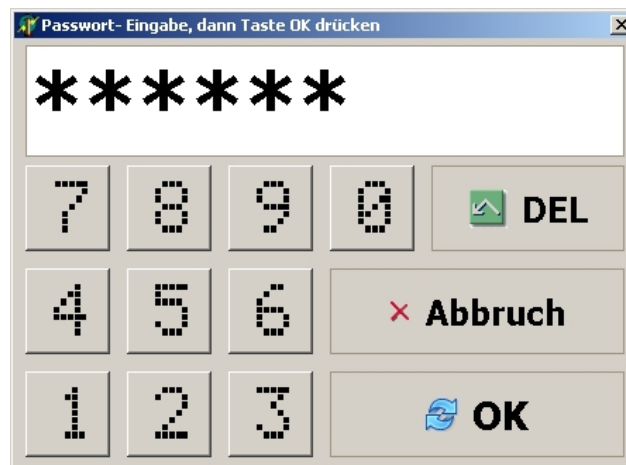 Passwort- Eingabe, dann Taste OK drücken
******
7 8 9 0 DEL
4 5 6 Abbruch
1 2 3 OK